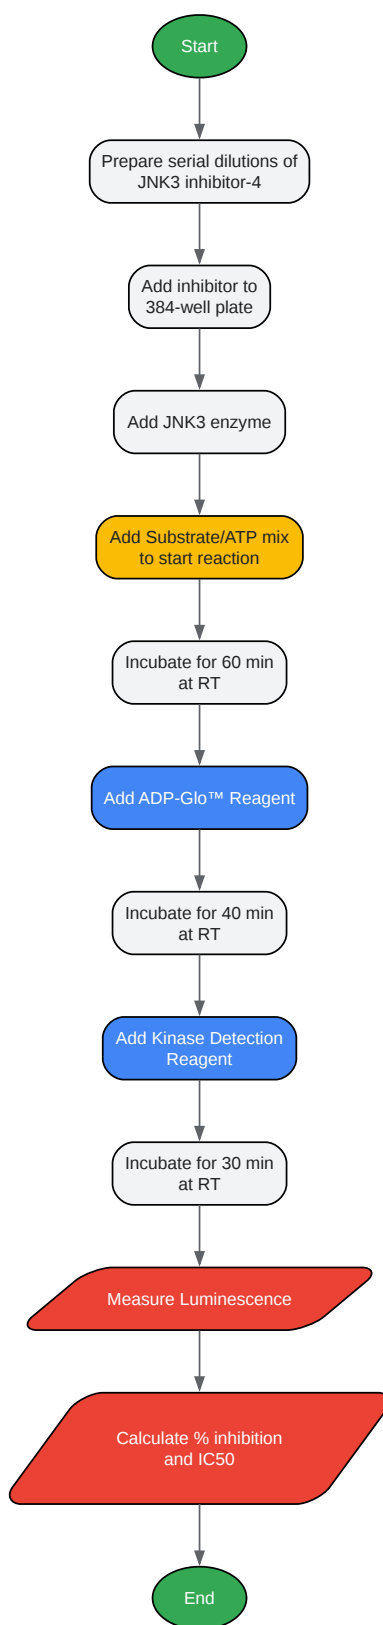 Start
Prepare serial dilutions of
JNK3 inhibitor-4
Add inhibitor to
384-well plate
Add JNK3 enzyme
Add Substrate/ATP mix
to start reaction
Incubate for 60 min
at RT
Add ADP-Glo™ Reagent
Incubate for 40 min
at RT
Add Kinase Detection
Reagent
Incubate for 30 min
at RT
Measure Luminescence
Calculate % inhibition
and IC50
End